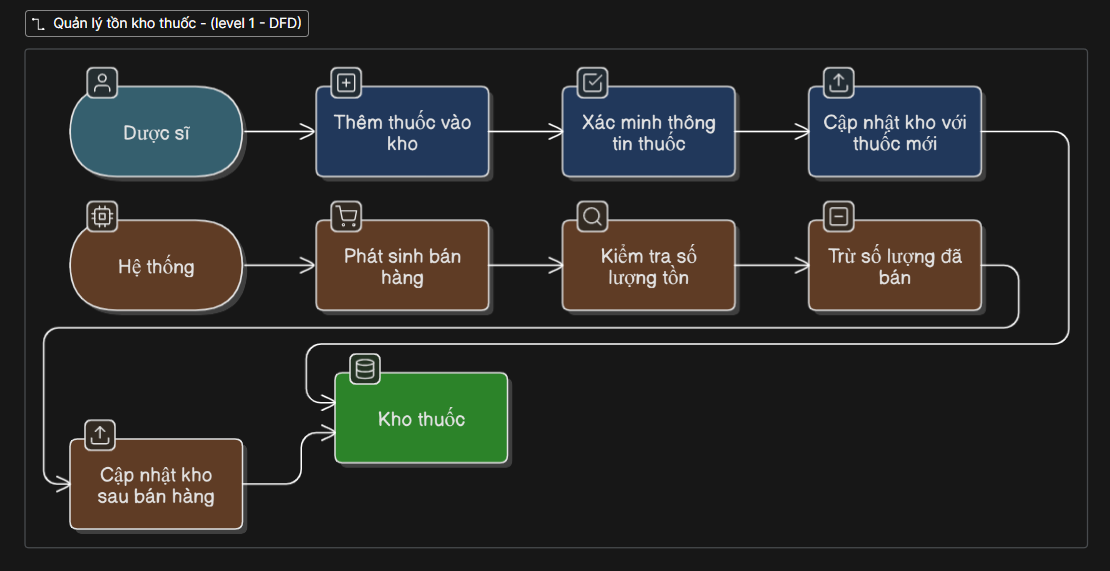 Quản lý tồn kho thuốc - (level 1 - DFD)
Dược sĩ
Thêm thuốc vào
kho
Xác minh thông
tin thuốc
Cập nhật kho với
thuốc mới
Hệ thống
Phát sinh bán
hàng
Kiểm tra số
lượng tồn
Trừ số lượng đã
bán
Kho thuốc
Cập nhật kho
sau bán hàng